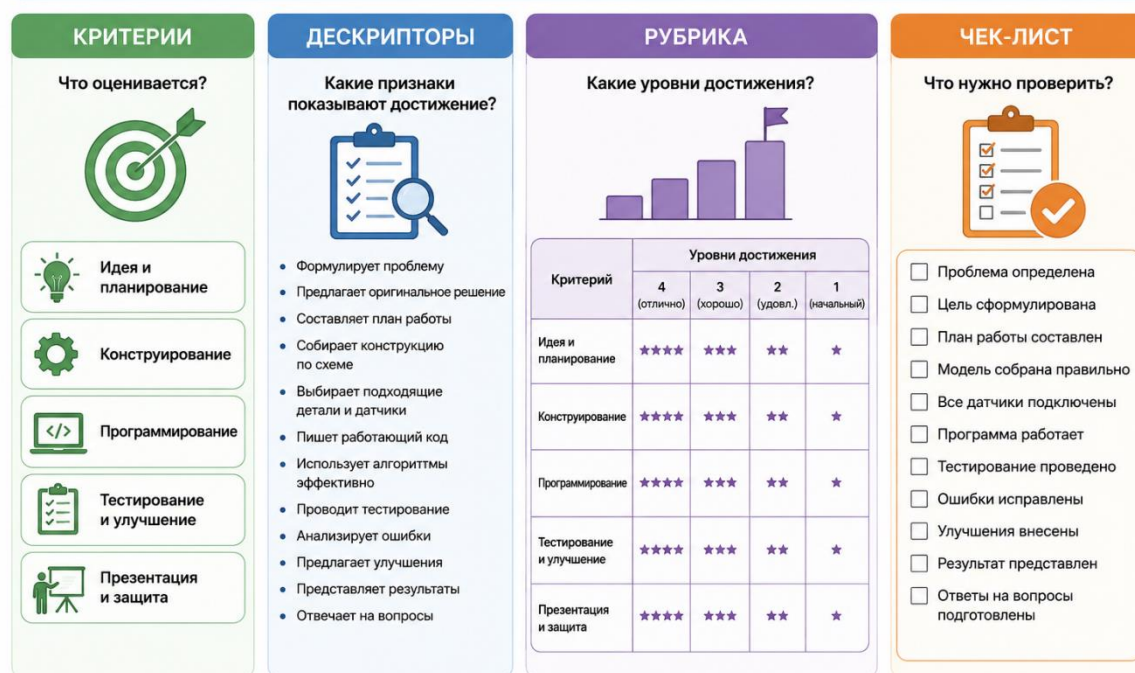 КРИТЕРИИ
Что оценивается?
Идея и
планирование
Конструирование
</>
Программирование
Тестирование
и улучшение
Презентация
и защита
ДЕСКРИПТОРЫ
Какие признаки
показывают достижение?
• Формулирует проблему
• Предлагает оригинальное решение
• Составляет план работы
• Собирает конструкцию
по схеме
• Выбирает подходящие
детали и датчики
• Пишет работающий код
• Использует алгориттмы
эффективно
• Проводит тестирование
• Анализирует ошибки
• Предлагает улучшения
• Представляет результаты
• Отвечает на вопросы
РУБРИКА
Какие уровни достижения?
Критерий
Уровни достижения
4 3 2 1
(отлично) (хорошо) (удовл.) (начальный)
Идея и
планирование
★★★★ ★★★ ★★ ★
Конструирование ★★★★ ★★★ ★★ ★
Программирование ★★★★ ★★★ ★★ ★
Тестирование
и улучшение
★★★★ ★★★ ★★ ★
Презентация
и защита
★★★★ ★★★ ★★ ★
ЧЕК-ЛИСТ
Что нужно проверить?
Проблема определена
Цель сформулирована
План работы составлен
Модель собрана правильно
Все датчики подключены
Программа работает
Тестирование проведено
Ошибки исправлены
Улучшения внесены
Результат представлен
Ответы на вопросы
подготовлены